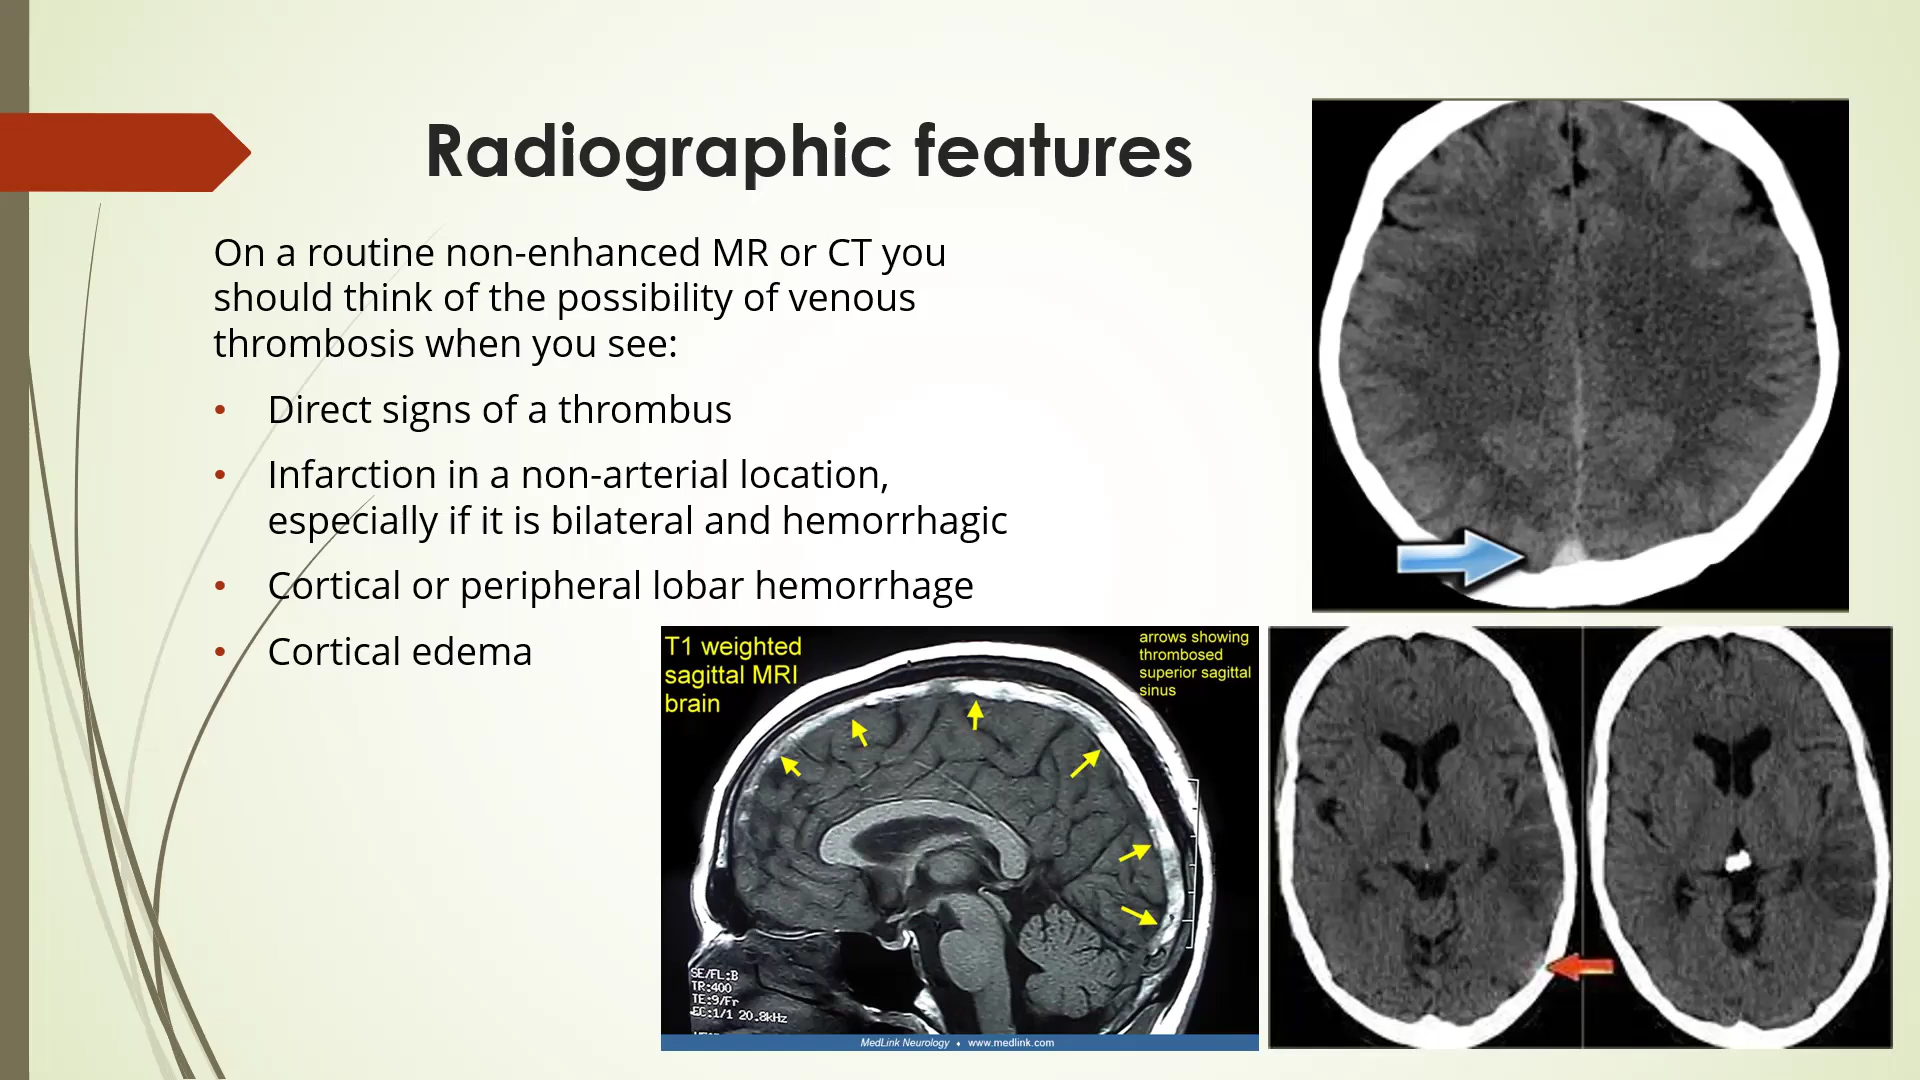 Radiographic features
On a routine non-enhanced MR or CT you
should think of the possibility of venous
thrombosis when you see:
• Direct signs of a thrombus
• Infarction in a non-arterial location,
especially if it is bilateral and hemorrhagic
• Cortical or peripheral lobar hemorrhage
• Cortical edema
T1 weighted
sagittal MRI
brain
arrows showing
thrombosed
superior sagittal
sinus
SE/FL:B
TR:400
TE:9/Fr
EC:1/1 20.8kHz
MedLink Neurology ♦ www.medlink.com